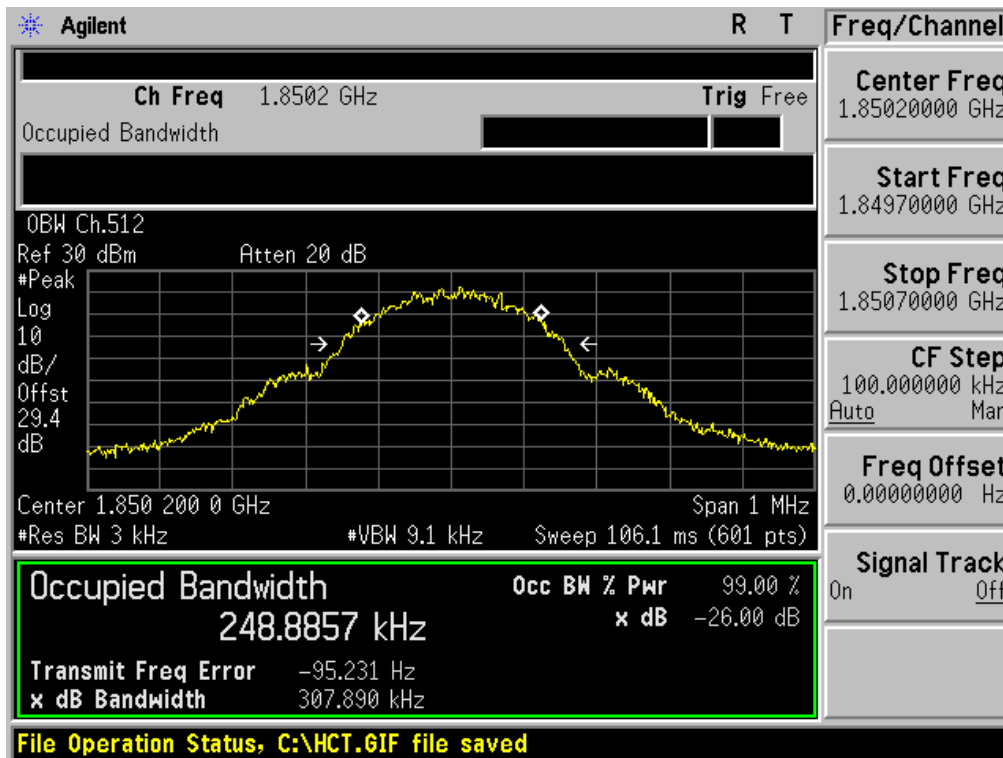 Agilent R T
Ch Freq 1.8502 GHz Trig Free
Occupied Bandwidth
OBW Ch.512
Ref 30 dBm Atten 20 dB
#Peak
Log
10
dB/
Offst
29.4
dB
Center 1.850 200 0 GHz Span 1 MHz
#Res BW 3 kHz #VBW 9.1 kHz Sweep 106.1 ms (601 pts)
Occupied Bandwidth Occ BW % Pwr 99.00 %
248.8857 kHz x dB -26.00 dB
Transmit Freq Error -95.231 Hz
x dB Bandwidth 307.890 kHz
File Operation Status, C:\HCT.GIF file saved
Freq/Channel
Center Freq
1.85020000 GHz
Start Freq
1.84970000 GHz
Stop Freq
1.85070000 GHz
CF Step
100.000000 kHz
Auto Man
Freq Offset
0.00000000 Hz
Signal Track
On Off